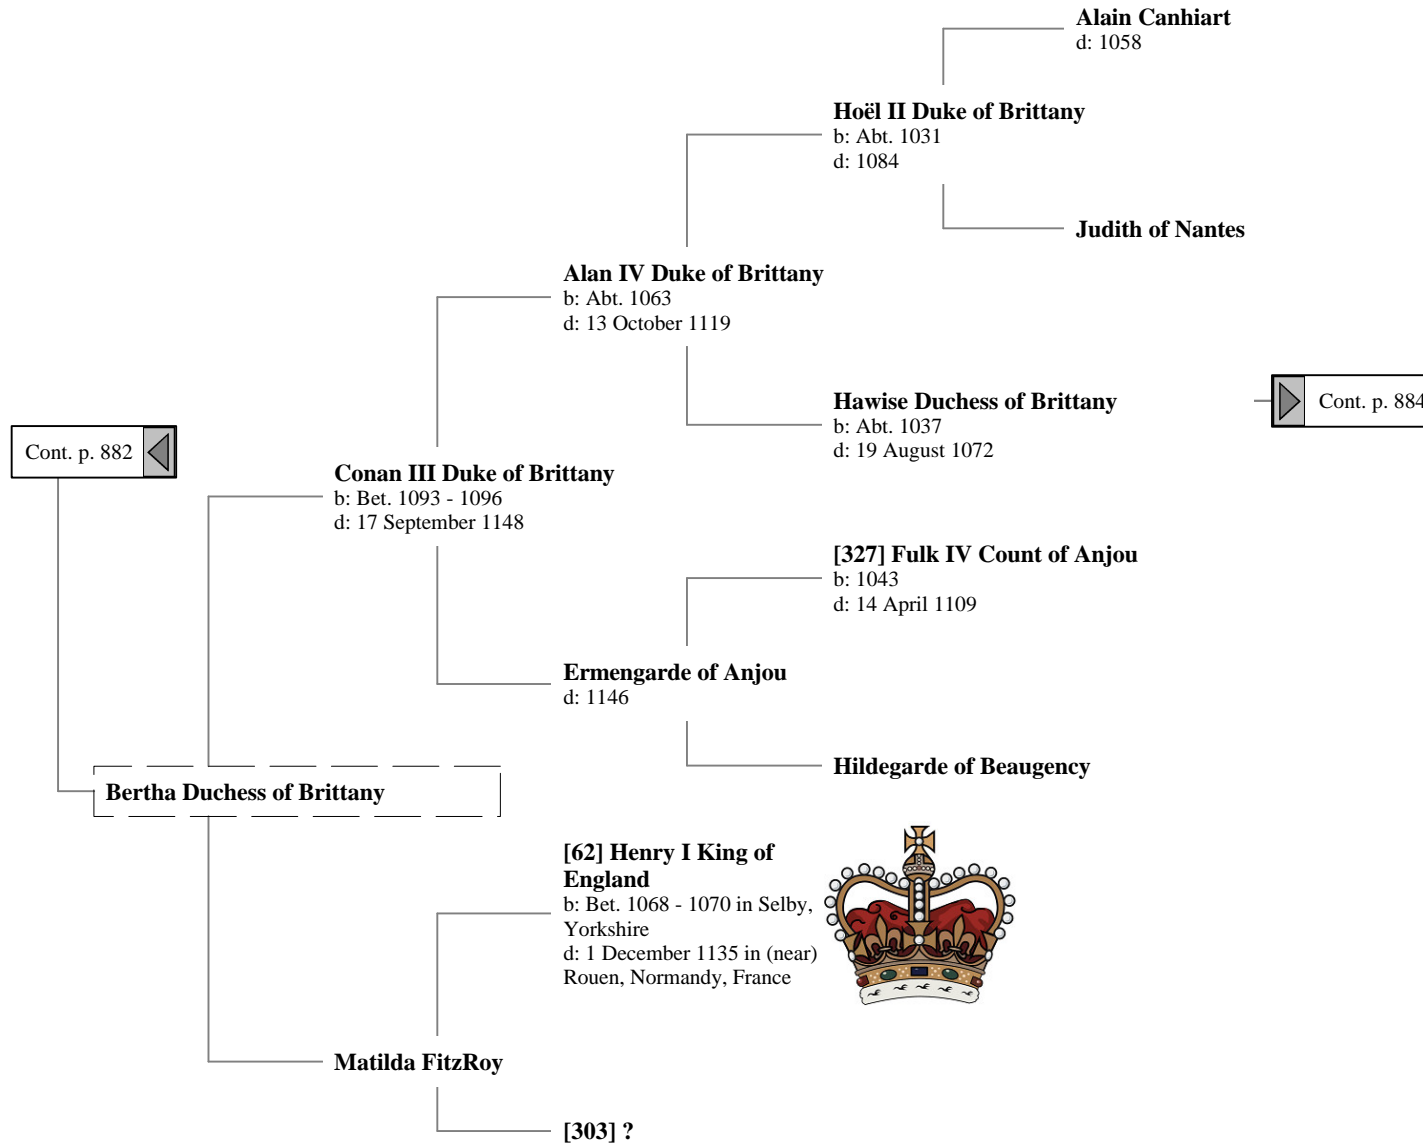 Alain Canhiart
d: 1058
Hoël II Duke of Brittany
b: Abt. 1031
d: 1084
Judith of Nantes
Alan IV Duke of Brittany
b: Abt. 1063
d: 13 October 1119
Hawise Duchess of Brittany
b: Abt. 1037
d: 19 August 1072
Cont. p. 884
Cont. p. 882
Conan III Duke of Brittany
b: Bet. 1093 - 1096
d: 17 September 1148
[327] Fulk IV Count of Anjou
b: 1043
d: 14 April 1109
Ermengarde of Anjou
d: 1146
Hildegarde of Beaugency
Bertha Duchess of Brittany
[62] Henry I King of
England
b: Bet. 1068 - 1070 in Selby,
Yorkshire
d: 1 December 1135 in (near)
Rouen, Normandy, France
Matilda FitzRoy
[303] ?